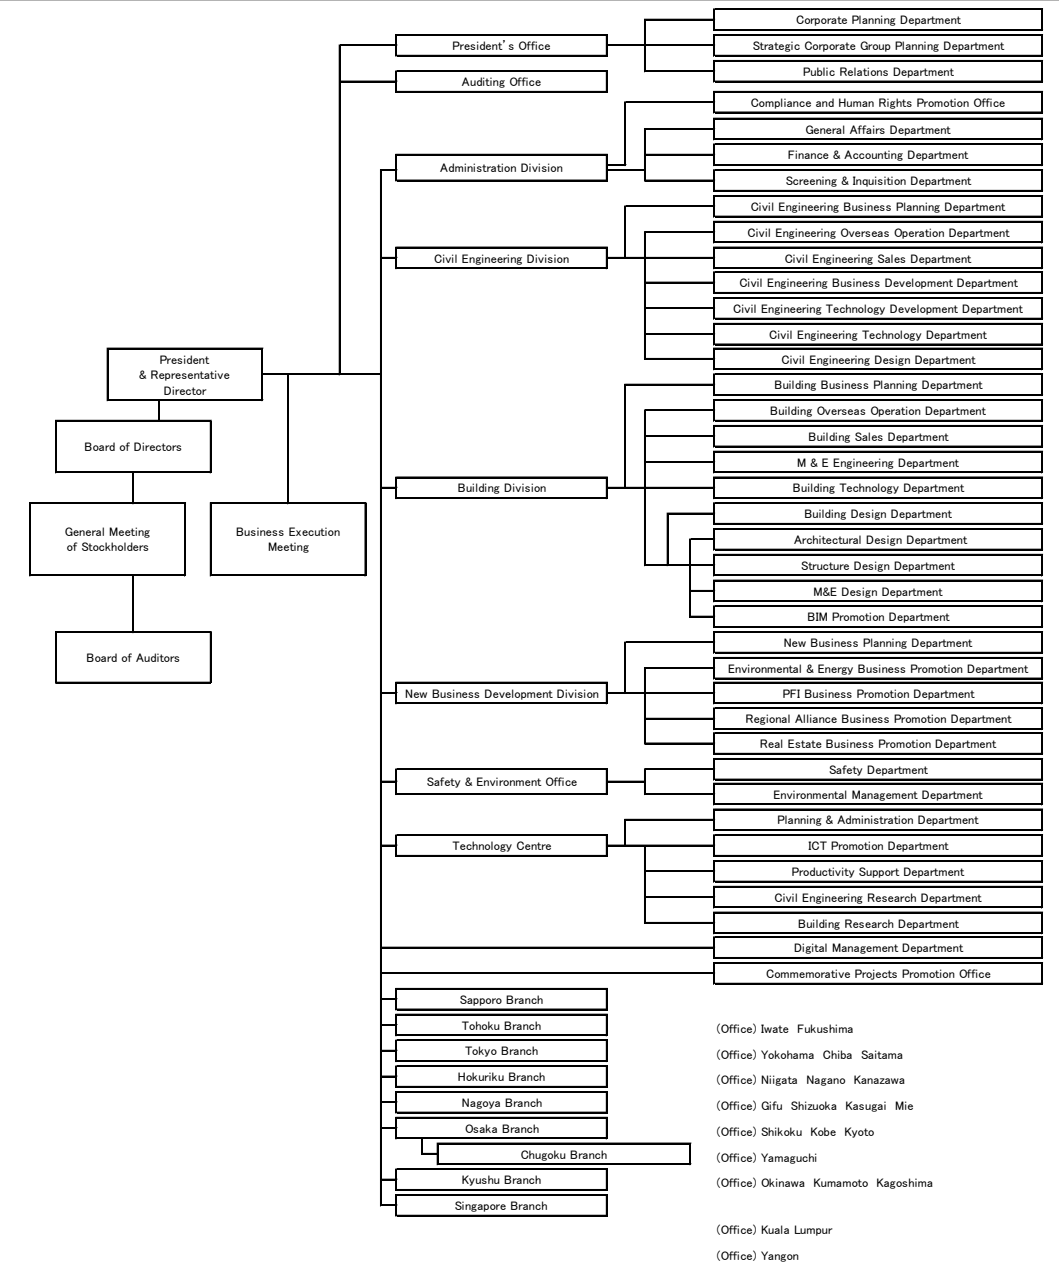 Corporate Planning Department
President's Office
Strategic Corporate Group Planning Department
Public Relations Department
Auditing Office
Compliance and Human Rights Promotion Office
General Affairs Department
Finance & Accounting Department
Administration Division
Screening & Inquisition Department
Civil Engineering Business Planning Department
Civil Engineering Overseas Operation Department
Civil Engineering Division
Civil Engineering Sales Department
Civil Engineering Business Development Department
Civil Engineering Technology Development Department
Civil Engineering Technology Department
Civil Engineering Design Department
President
& Representative
Director
Building Business Planning Department
Building Overseas Operation Department
Building Sales Department
Board of Directors
M & E Engineering Department
Building Division
Building Technology Department
Building Design Department
General Meeting
of Stockholders
Business Execution
Meeting
Architectural Design Department
Structure Design Department
M&E Design Department
BIM Promotion Department
New Business Planning Department
Board of Auditors
Environmental & Energy Business Promotion Department
New Business Development Division
PFI Business Promotion Department
Regional Alliance Business Promotion Department
Real Estate Business Promotion Department
Safety Department
Safety & Environment Office
Environmental Management Department
Planning & Administration Department
Technology Centre
ICT Promotion Department
Productivity Support Department
Civil Engineering Research Department
Building Research Department
Digital Management Department
Commemorative Projects Promotion Office
Sapporo Branch
Tohoku Branch
(Office) Iwate Fukushima
Tokyo Branch
(Office) Yokohama Chiba Saitama
Hokuriku Branch
(Office) Niigata Nagano Kanazawa
Nagoya Branch
(Office) Gifu Shizuoka Kasugai Mie
Osaka Branch
(Office) Shikoku Kobe Kyoto
Chugoku Branch
(Office) Yamaguchi
Kyushu Branch
(Office) Okinawa Kumamoto Kagoshima
Singapore Branch
(Office) Kuala Lumpur
(Office) Yangon